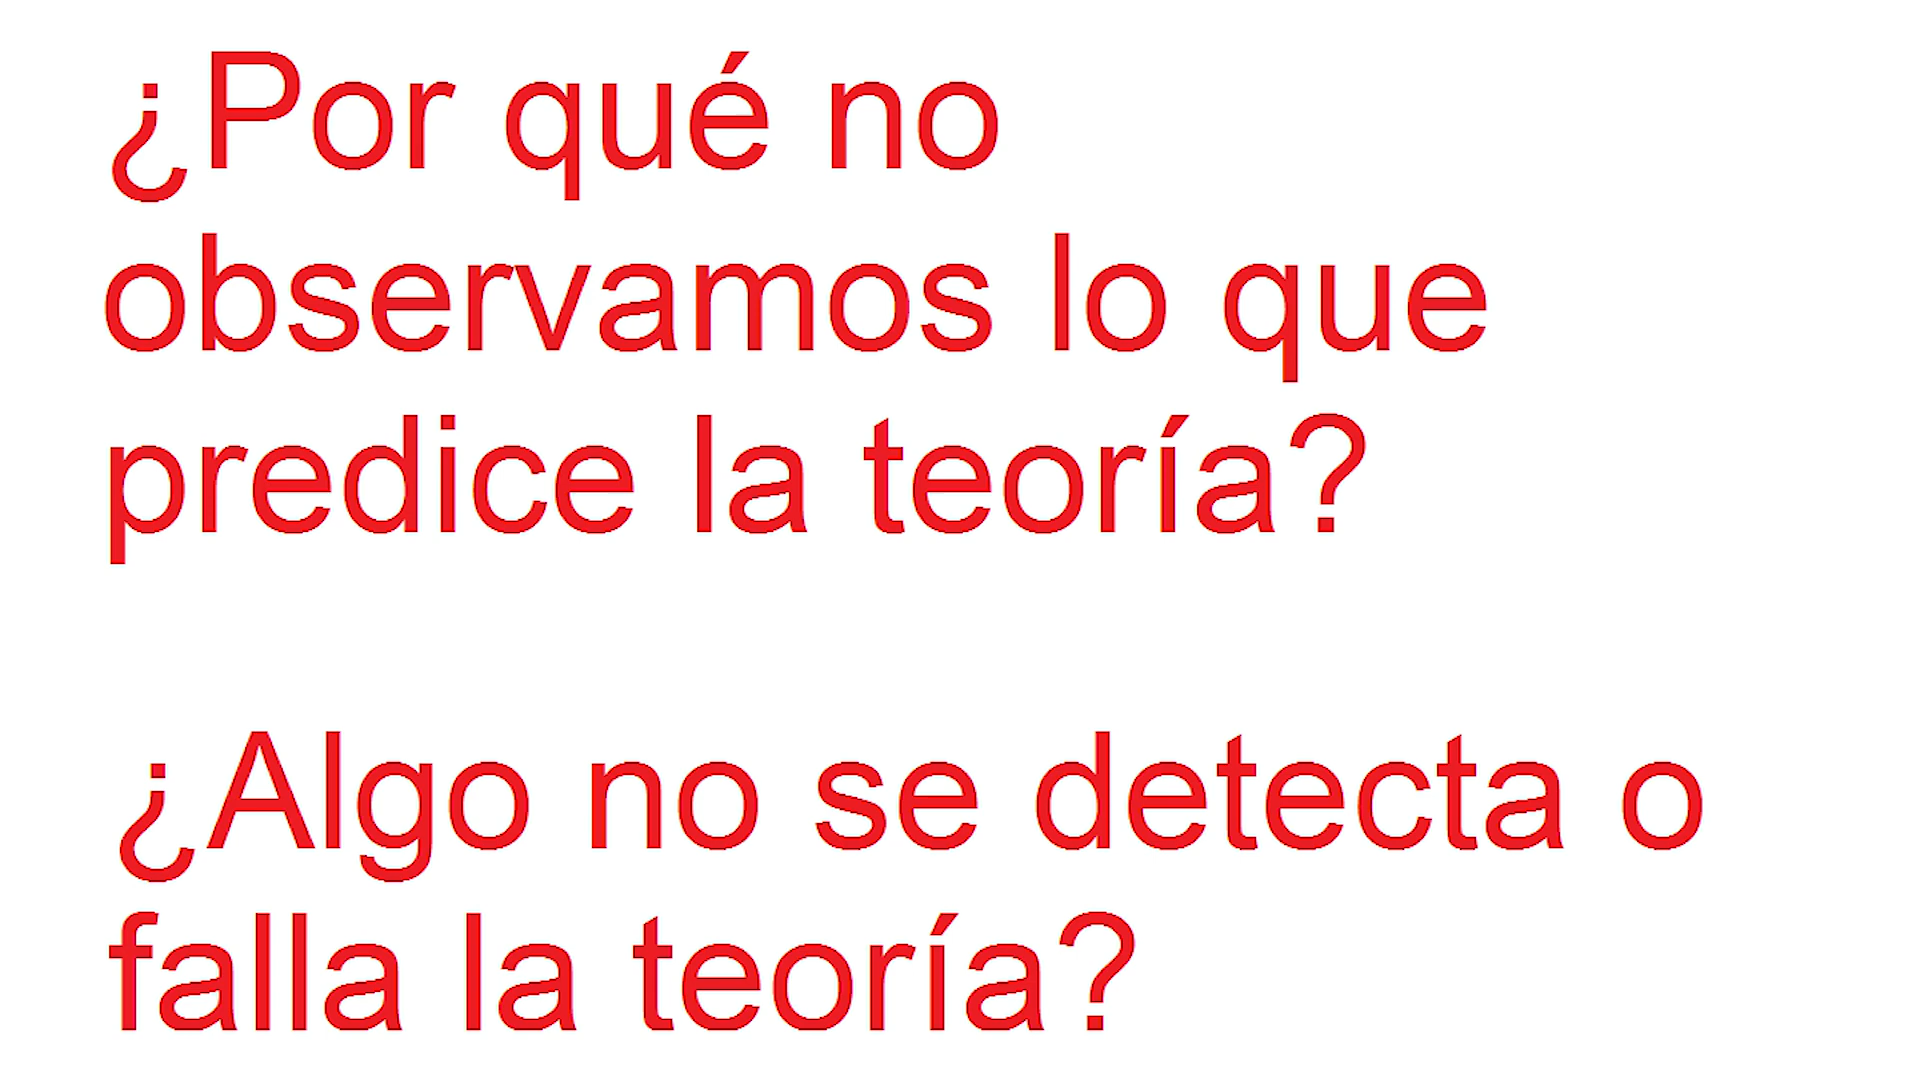 ¿Por qué no
observamos lo que
predice la teoría?
¿Algo no se detecta o
falla la teoría?